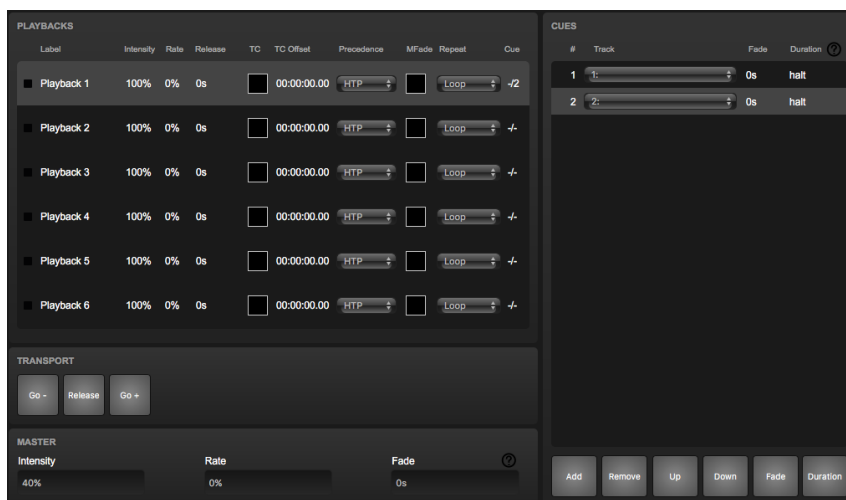 PLAYBACKS
Label Intensity Rate Release TC TC Offset Precedence MFade Repeat Cue
Playback 1 100% 0% 0s 00:00:00.00 HTP Loop -/2
Playback 2 100% 0% 0s 00:00:00.00 HTP Loop -/-
Playback 3 100% 0% 0s 00:00:00.00 HTP Loop -/-
Playback 4 100% 0% 0s 00:00:00.00 HTP Loop -/-
Playback 5 100% 0% 0s 00:00:00.00 HTP Loop -/-
Playback 6 100% 0% 0s 00:00:00.00 HTP Loop -/-
TRANSPORT
Go - Release Go +
MASTER
Intensity Rate Fade ?
40% 0% 0s
CUES
# Track Fade Duration ?
1 1: 0s halt
2 2: 0s halt
Add Remove Up Down Fade Duration